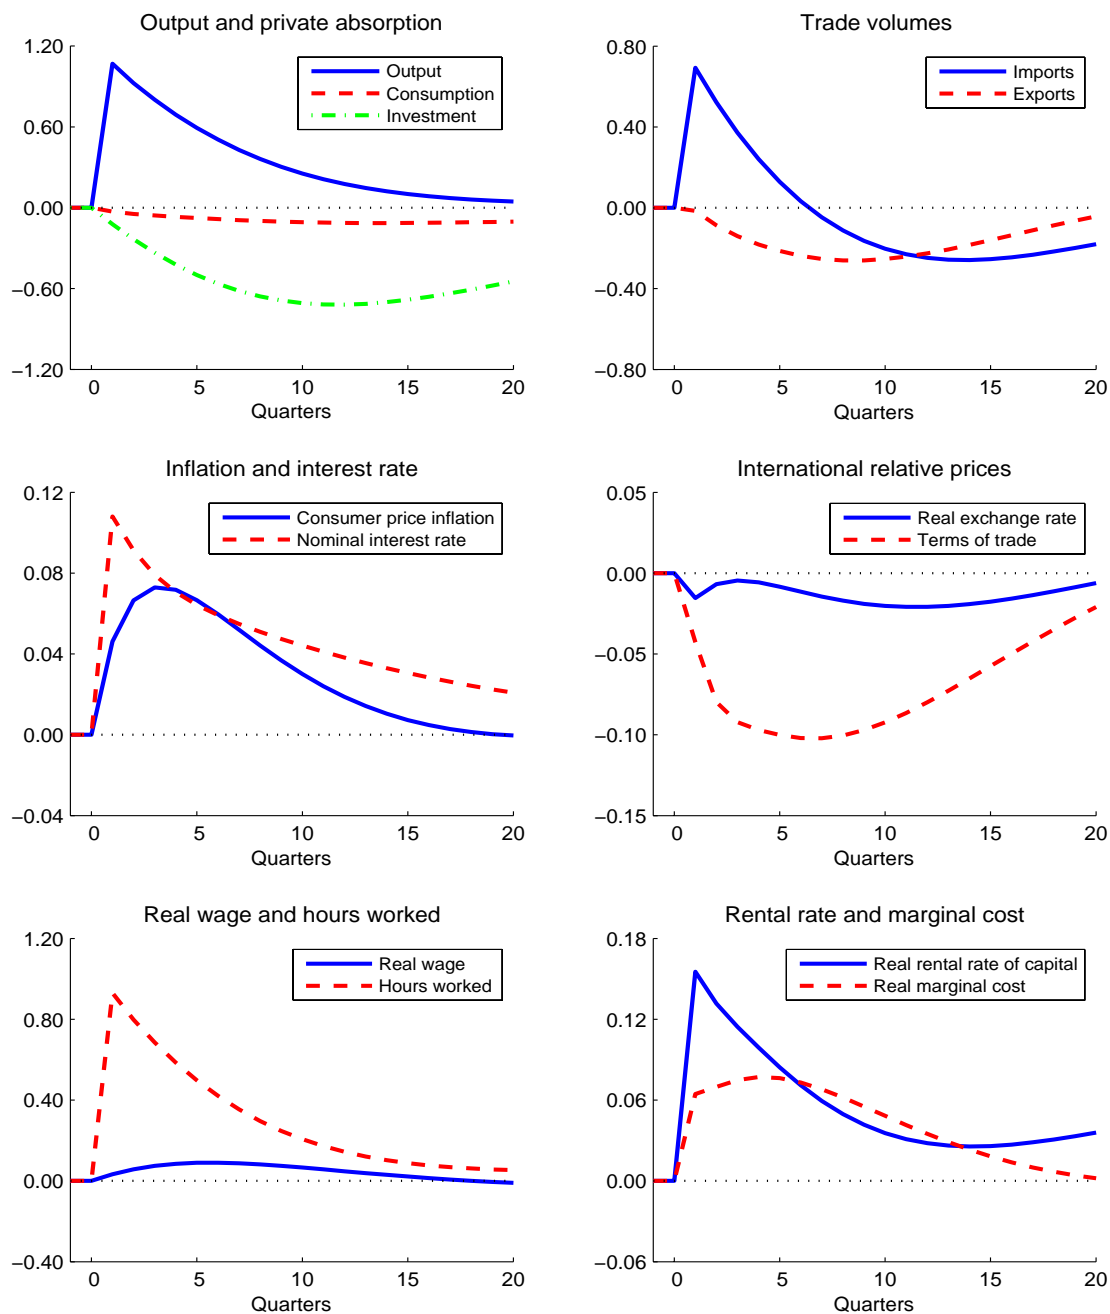 Output and private absorption
1.20
0.60
0.00
−0.60
−1.20
Output
Consumption
Investment
0 5 10 15 20
Quarters
Trade volumes
0.80
0.40
0.00
−0.40
−0.80
Imports
Exports
0 5 10 15 20
Quarters
Inflation and interest rate
0.12
0.08
0.04
0.00
−0.04
Consumer price inflation
Nominal interest rate
0 5 10 15 20
Quarters
International relative prices
0.05
0.00
−0.05
−0.10
−0.15
Real exchange rate
Terms of trade
0 5 10 15 20
Quarters
Real wage and hours worked
1.20
0.80
0.40
0.00
−0.40
Real wage
Hours worked
0 5 10 15 20
Quarters
Rental rate and marginal cost
0.18
0.12
0.06
0.00
−0.06
Real rental rate of capital
Real marginal cost
0 5 10 15 20
Quarters